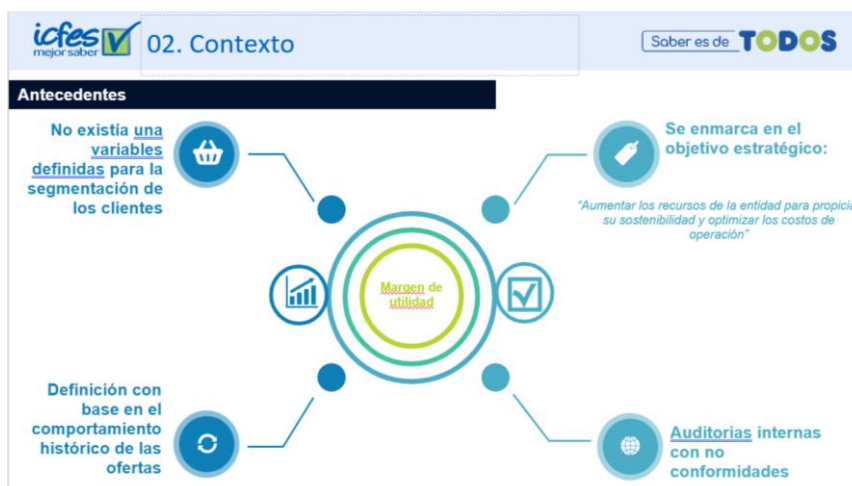 icfes
mejor saber
02. Contexto
Saber es de TODOS
Antecedentes
No existía una
variables
definidas para la
segmentación de
los clientes
Se enmarca en el
objetivo estratégico:
"Aumentar los recursos de la entidad para propicia
su sostenibilidad y optimizar los costos de
operación"
Margen de
utilidad
Definición con
base en el
comportamiento
histórico de las
ofertas
Auditorias internas
con no
conformidades